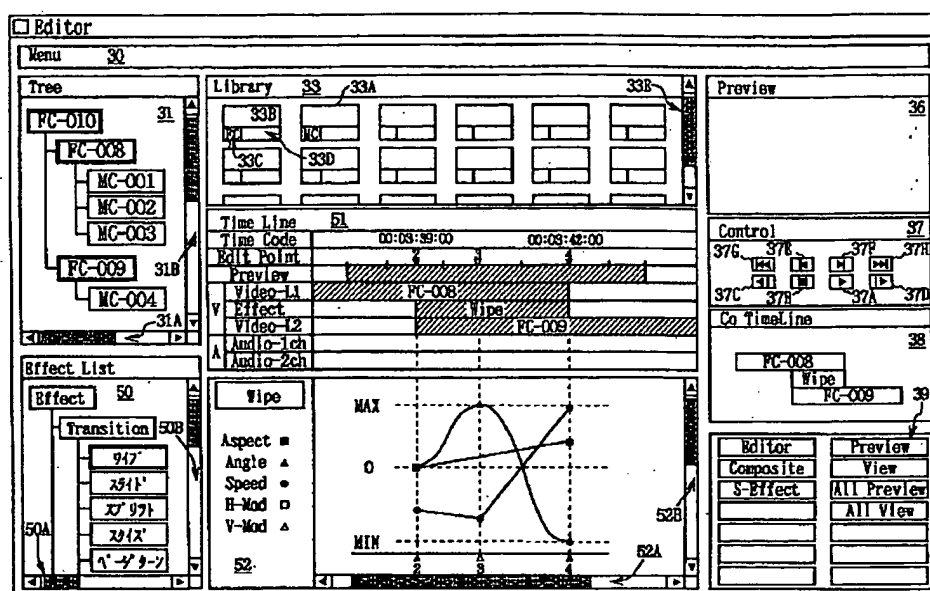 Editor
Menu 30
Tree
31
FC-010
FC-008
MC-001
MC-002
MC-003
FC-009
MC-004
31B
31A
Library 33 33A 33E
33B
FC MC
33C 33D
Preview
36
Time Line 51
Time Code 00:03:39:00 00:03:42:00
Edit Point 2 3 4
Preview
V
Video-L1 FC-008
Effect Wipe
Video-L2 FC-009
A
Audio-1ch
Audio-2ch
Control 37
37G 37E 37F 37H
37C 37B 37A 37D
Co TimeLine
38
FC-008
Wipe
FC-009
39
Effect List
Effect 50
50B
Transition
ワイプ
スライド
スプリット
スクイズ
ページターン
50A
Wipe
Aspect ■
Angle ▲
Speed ●
H-Mod □
V-Mod △
52
MAX
0
MIN
2 3 4
52B
52A
Editor Preview
Composite View
S-Effect All Preview
All View